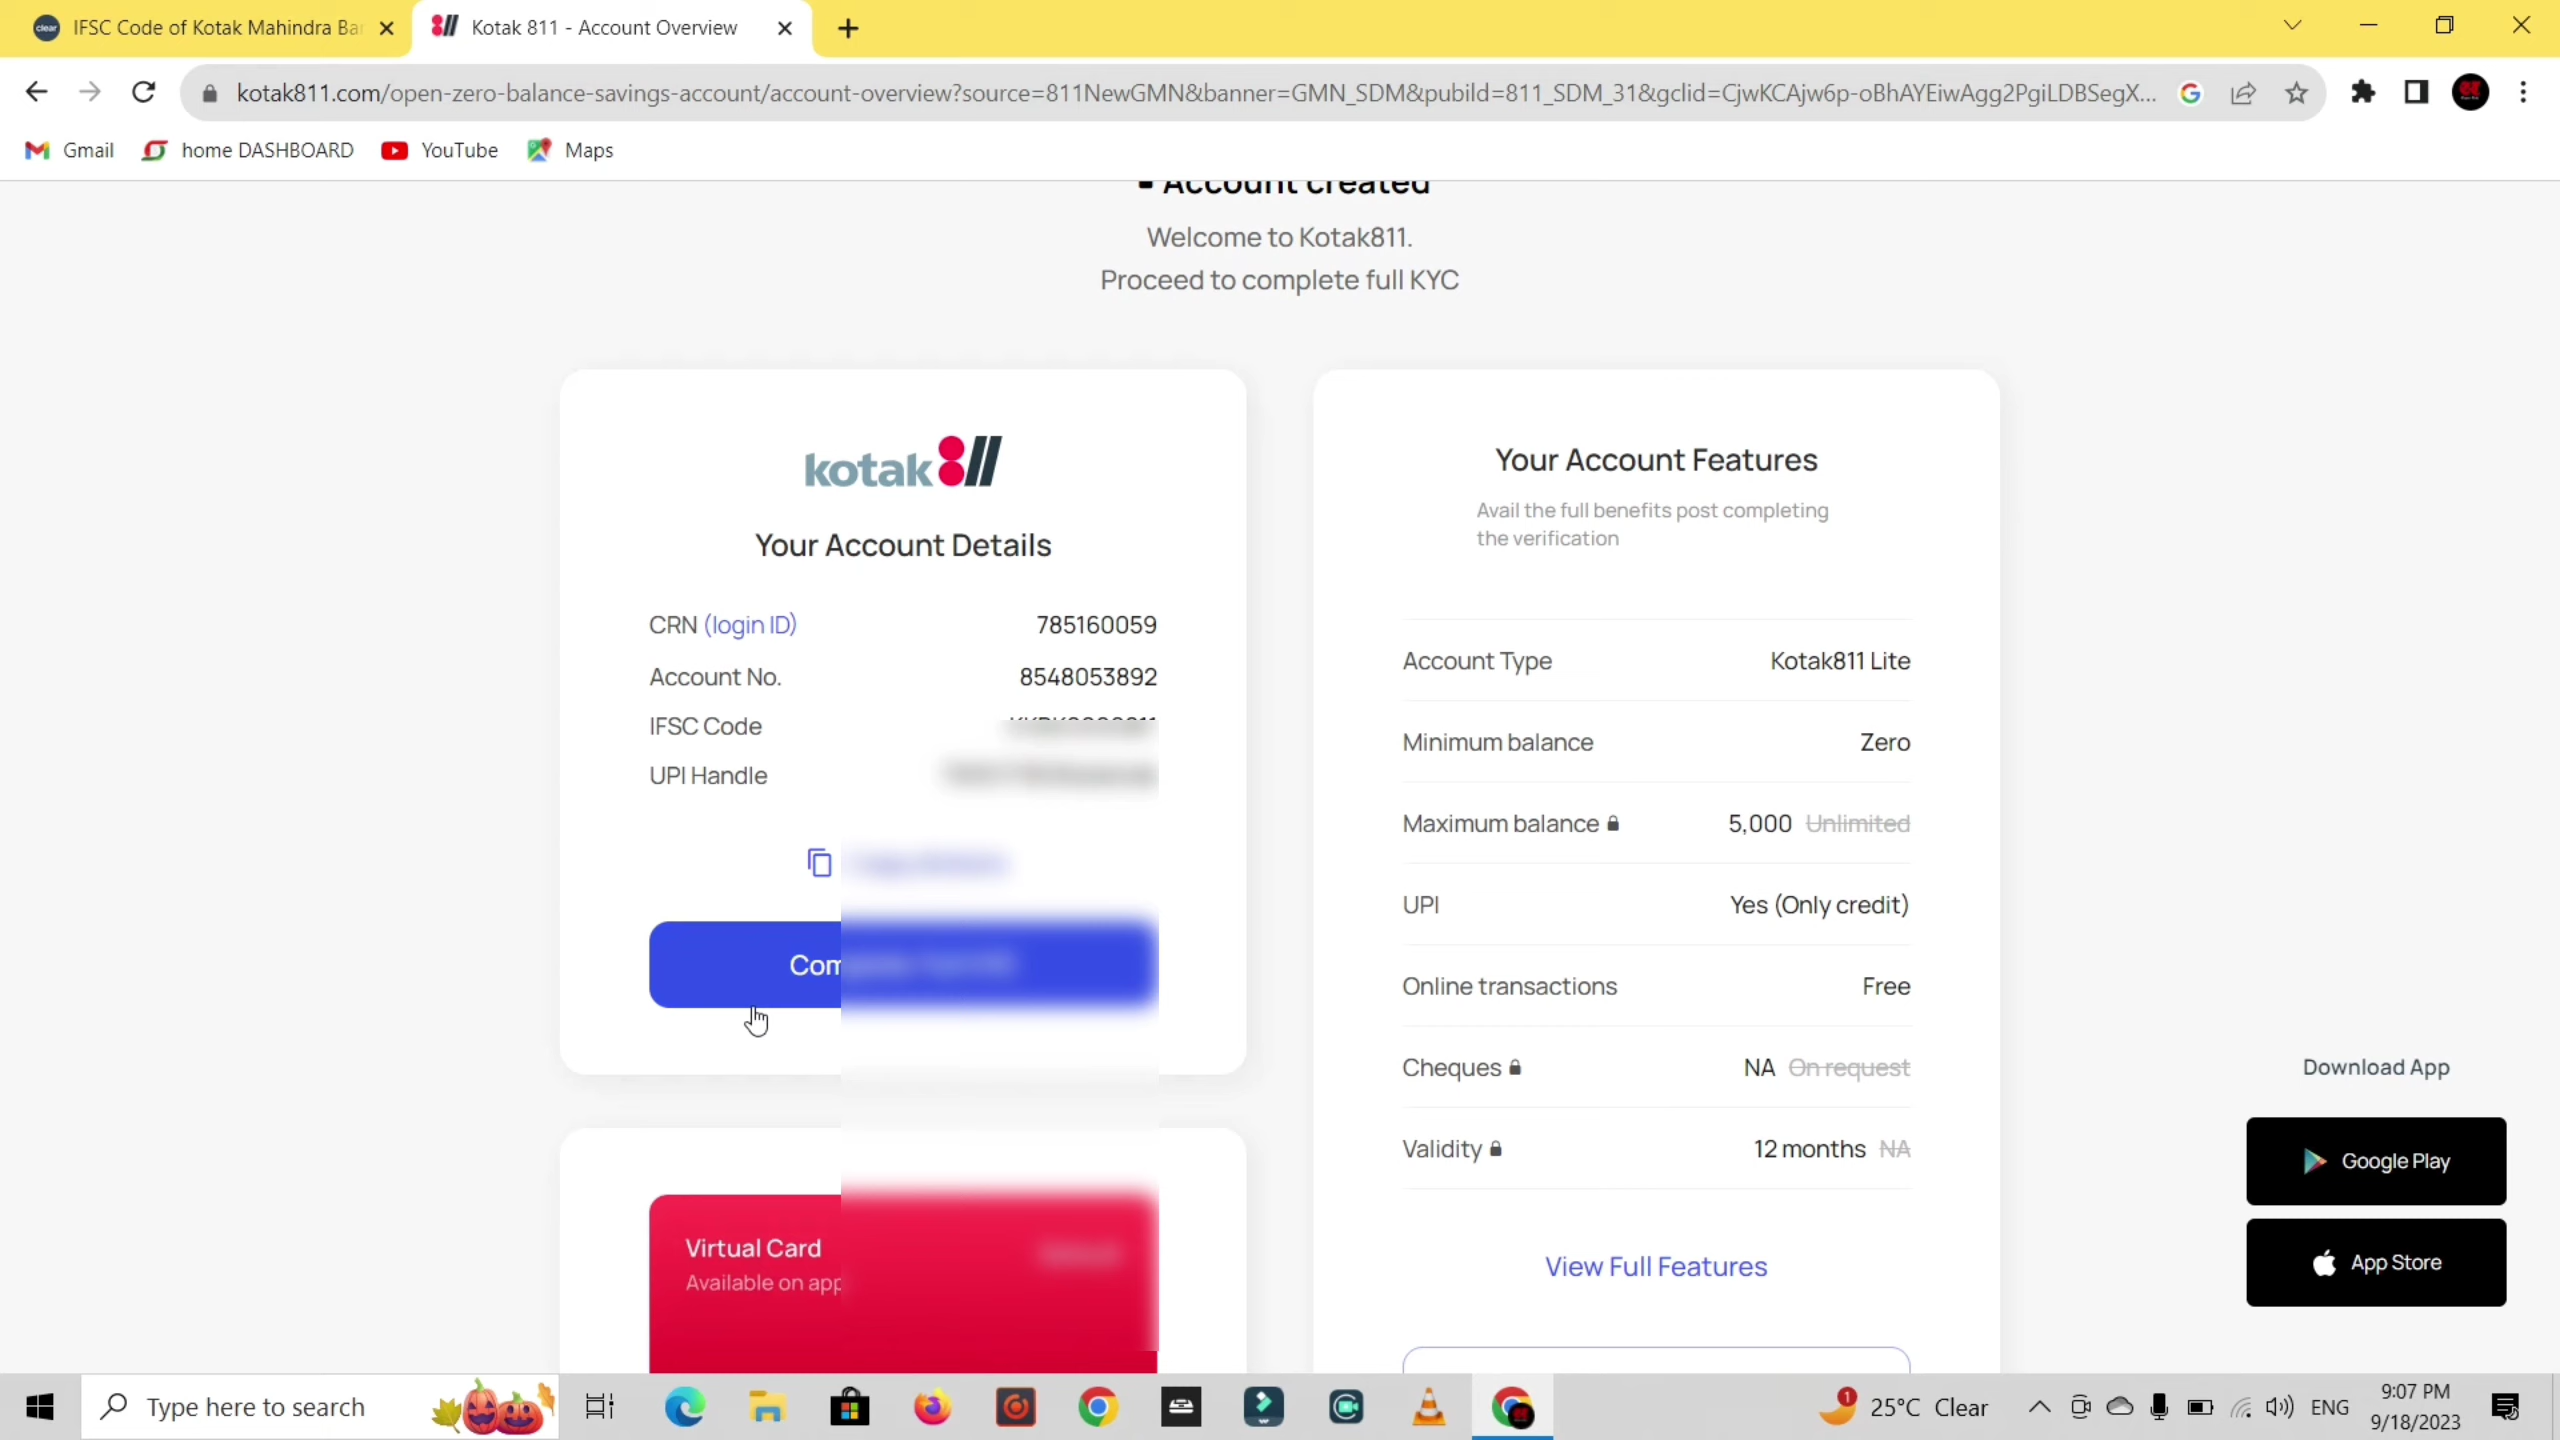 IFSC Code of Kotak Mahindra Ba
Kotak 811 - Account Overview
kotak811.com/open-zero-balance-savings-account/account-overview?source=811NewGMN&banner=GMN_SDM&pubild=811_SDM_31&gclid=CjwKCAjw6p-oBhAYEiwAgg2PgiLDBSegX...
Gmail
home DASHBOARD
YouTube
Maps
Account created
Welcome to Kotak811.
Proceed to complete full KYC
kotak811
Your Account Details
CRN (login ID) 785160059
Account No. 8548053892
IFSC Code
UPI Handle
Com
Virtual Card
Available on app
Your Account Features
Avail the full benefits post completing
the verification
Account Type Kotak811 Lite
Minimum balance Zero
Maximum balance 5,000 Unlimited
UPI Yes (Only credit)
Online transactions Free
Cheques NA On request
Validity 12 months NA
View Full Features
Download App
Google Play
App Store
Type here to search
1
25°C Clear
ENG
9:07 PM
9/18/2023